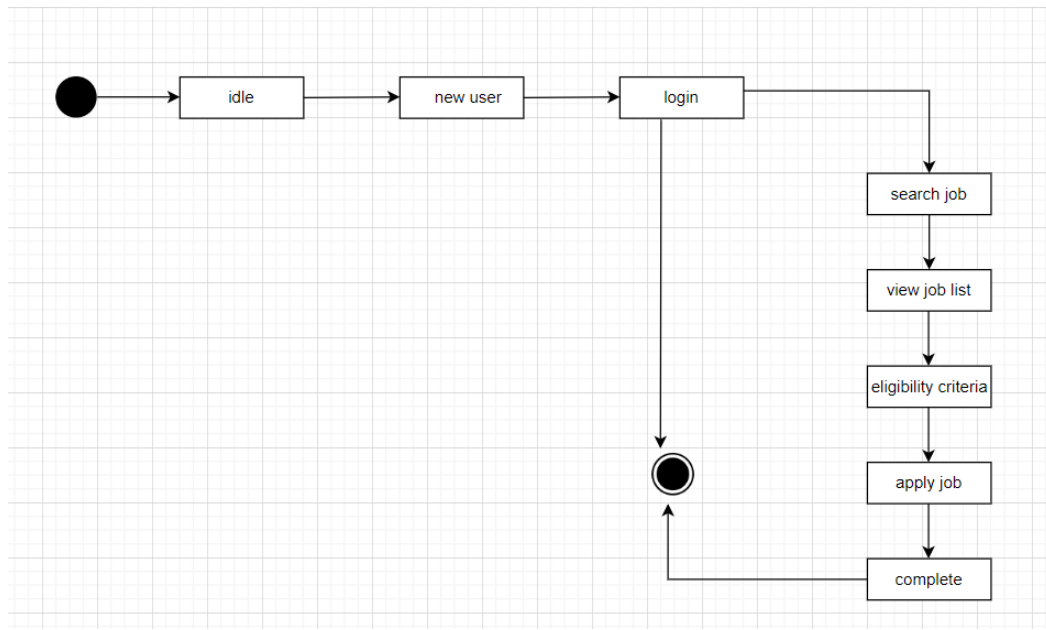 idle
new user
login
search job
view job list
eligibility criteria
apply job
complete